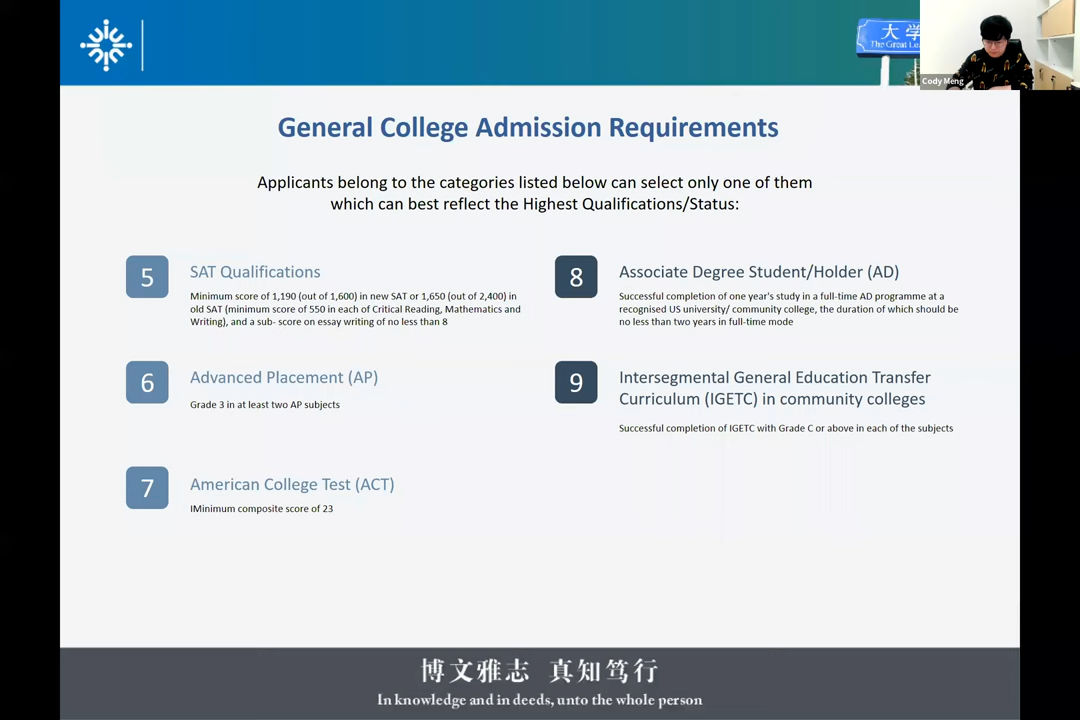 大学
The Great Le
Cody Meng
General College Admission Requirements
Applicants belong to the categories listed below can select only one of them
which can best reflect the Highest Qualifications/Status:
5
SAT Qualifications
Minimum score of 1,190 (out of 1,600) in new SAT or 1,650 (out of 2,400) in
old SAT (minimum score of 550 in each of Critical Reading, Mathematics and
Writing), and a sub- score on essay writing of no less than 8
6
Advanced Placement (AP)
Grade 3 in at least two AP subjects
7
American College Test (ACT)
IMinimum composite score of 23
8
Associate Degree Student/Holder (AD)
Successful completion of one year's study in a full-time AD programme at a
recognised US university/ community college, the duration of which should be
no less than two years in full-time mode
9
Intersegmental General Education Transfer
Curriculum (IGETC) in community colleges
Successful completion of IGETC with Grade C or above in each of the subjects
博文雅志 真知笃行
In knowledge and in deeds, unto the whole person